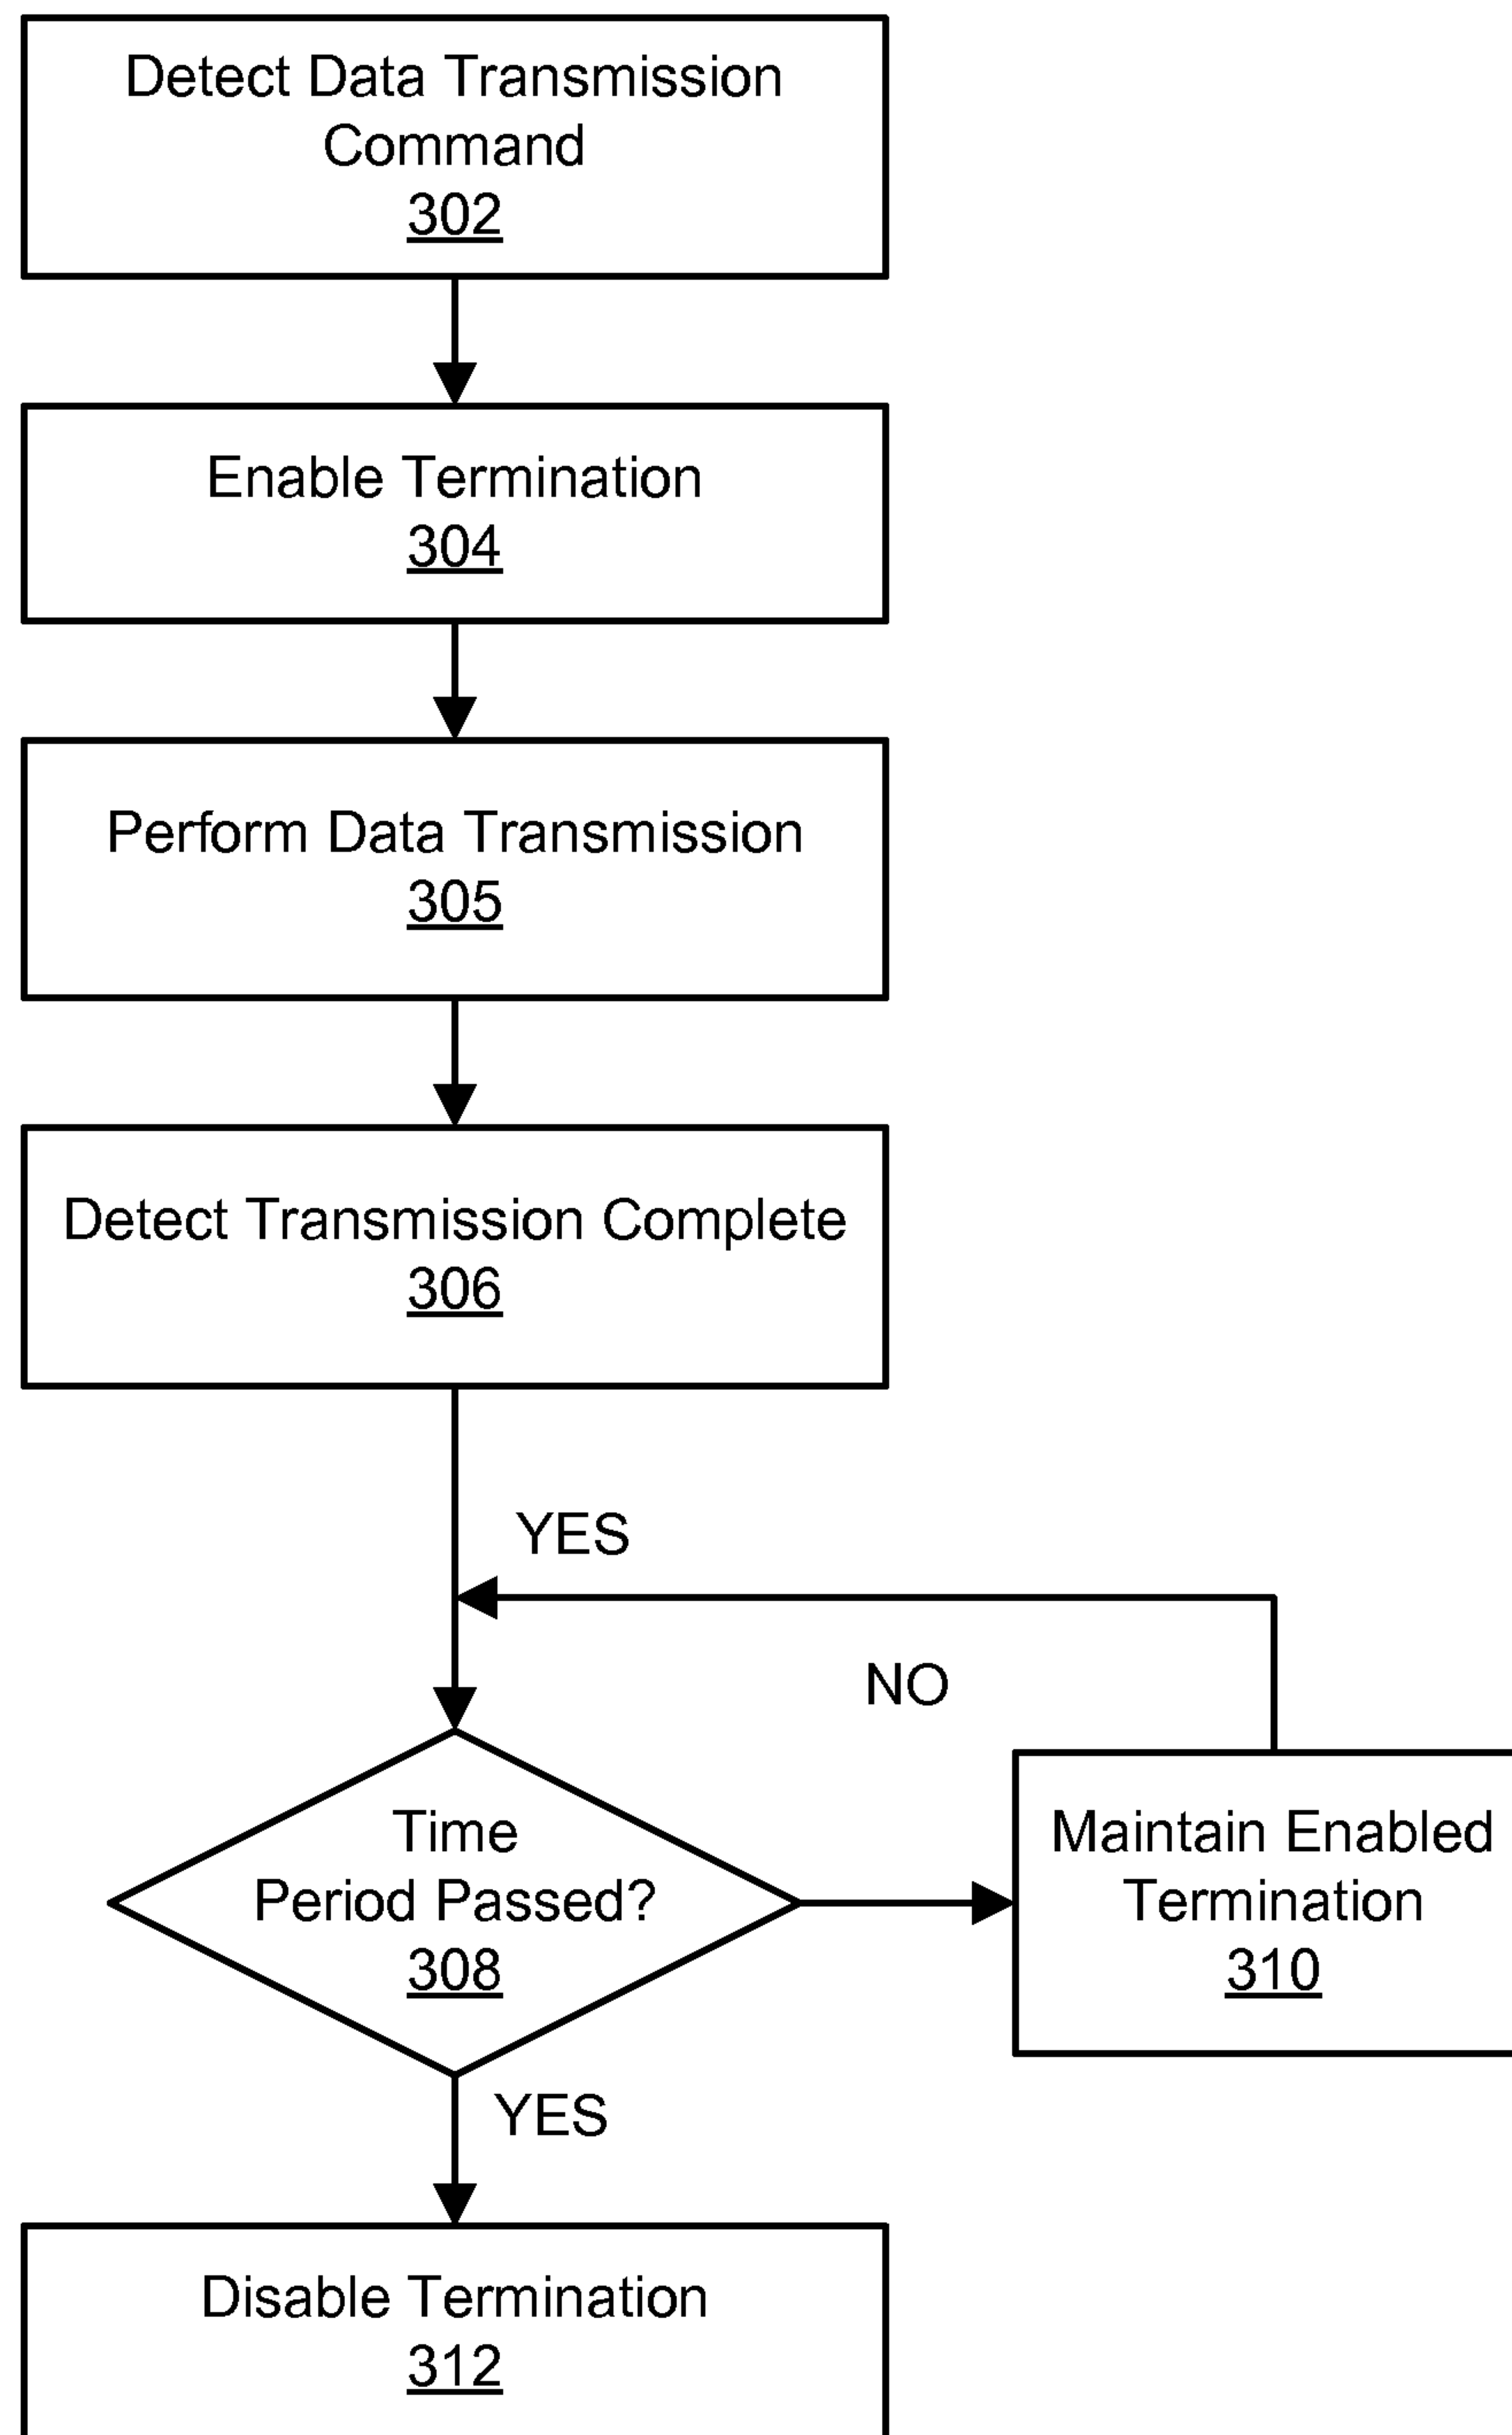 Detect Data Transmission
Command
302
Enable Termination
304
Perform Data Transmission
305
Detect Transmission Complete
306
YES
NO
Time
Period Passed?
308
Maintain Enabled
Termination
310
YES
Disable Termination
312